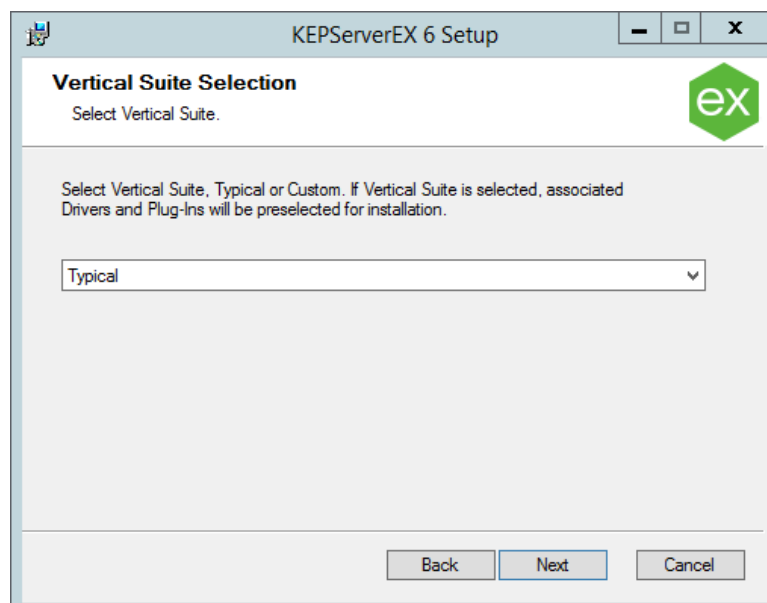 KEPServerEX 6 Setup
Vertical Suite Selection
Select Vertical Suite.
ex
Select Vertical Suite, Typical or Custom. If Vertical Suite is selected, associated
Drivers and Plug-Ins will be preselected for installation.
Typical
Back Next Cancel